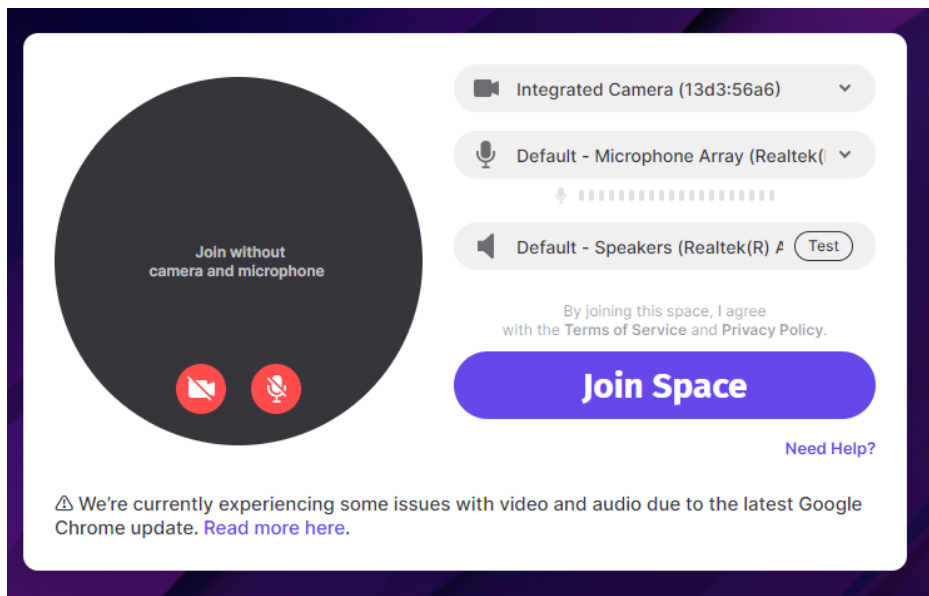 Join without
camera and microphone
Integrated Camera (13d3:56a6)
Default - Microphone Array (Realtek(
Default - Speakers (Realtek(R) A
Test
By joining this space, I agree
with the Terms of Service and Privacy Policy.
Join Space
Need Help?
⚠ We're currently experiencing some issues with video and audio due to the latest Google
Chrome update. Read more here.